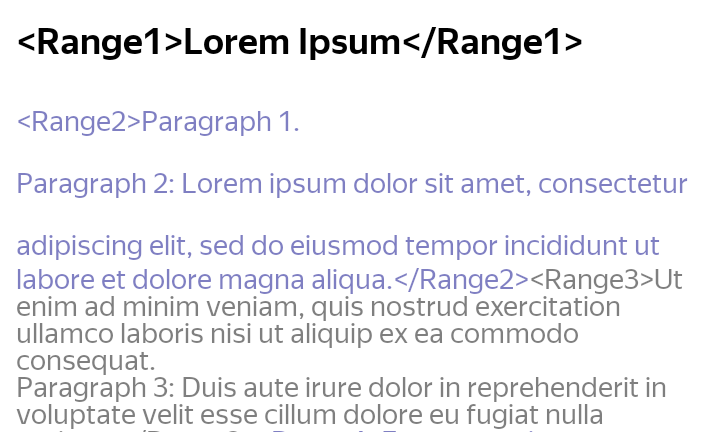 <Range1>Lorem Ipsum</Range1>
<Range2>Paragraph 1.
Paragraph 2: Lorem ipsum dolor sit amet, consectetur
adipiscing elit, sed do eiusmod tempor incididunt ut
labore et dolore magna aliqua.</Range2><Range3>Ut
enim ad minim veniam, quis nostrud exercitation
ullamco laboris nisi ut aliquip ex ea commodo
consequat.
Paragraph 3: Duis aute irure dolor in reprehenderit in
voluptate velit esse cillum dolore eu fugiat nulla